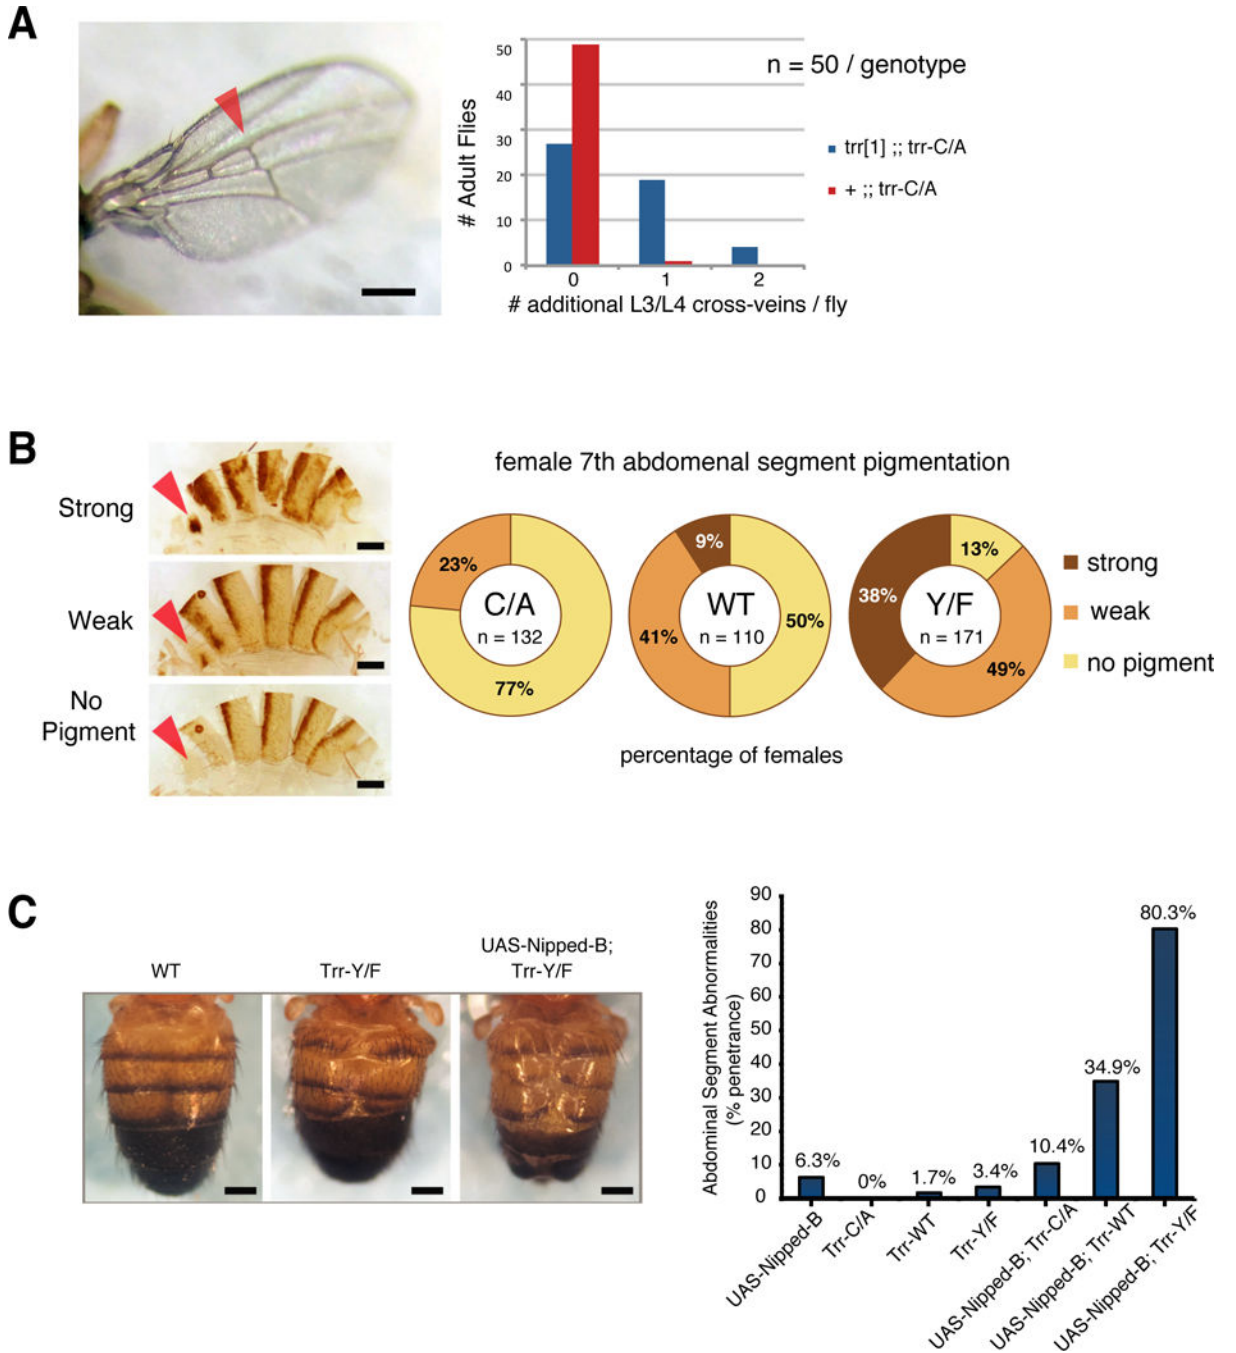 A
50
40
30
20
10
0
# Adult Flies
n = 50 / genotype
trr[1] ;; trr-C/A
+ ;; trr-C/A
0 1 2
# additional L3/L4 cross-veins / fly
B
Strong
Weak
No
Pigment
female 7th abdomenal segment pigmentation
23%
C/A
n = 132
77%
9%
WT
n = 110
50%
41%
13%
38%
Y/F
n = 171
49%
strong
weak
no pigment
percentage of females
C
WT
Trr-Y/F
UAS-Nipped-B;
Trr-Y/F
Abdominal Segment Abnormalities
(% penetrance)
90
80
70
60
50
40
30
20
10
0
6.3%
0%
1.7%
3.4%
10.4%
34.9%
80.3%
UAS-Nipped-B
Trr-C/A
Trr-WT
Trr-Y/F
UAS-Nipped-B; Trr-C/A
UAS-Nipped-B; Trr-WT
UAS-Nipped-B; Trr-Y/F